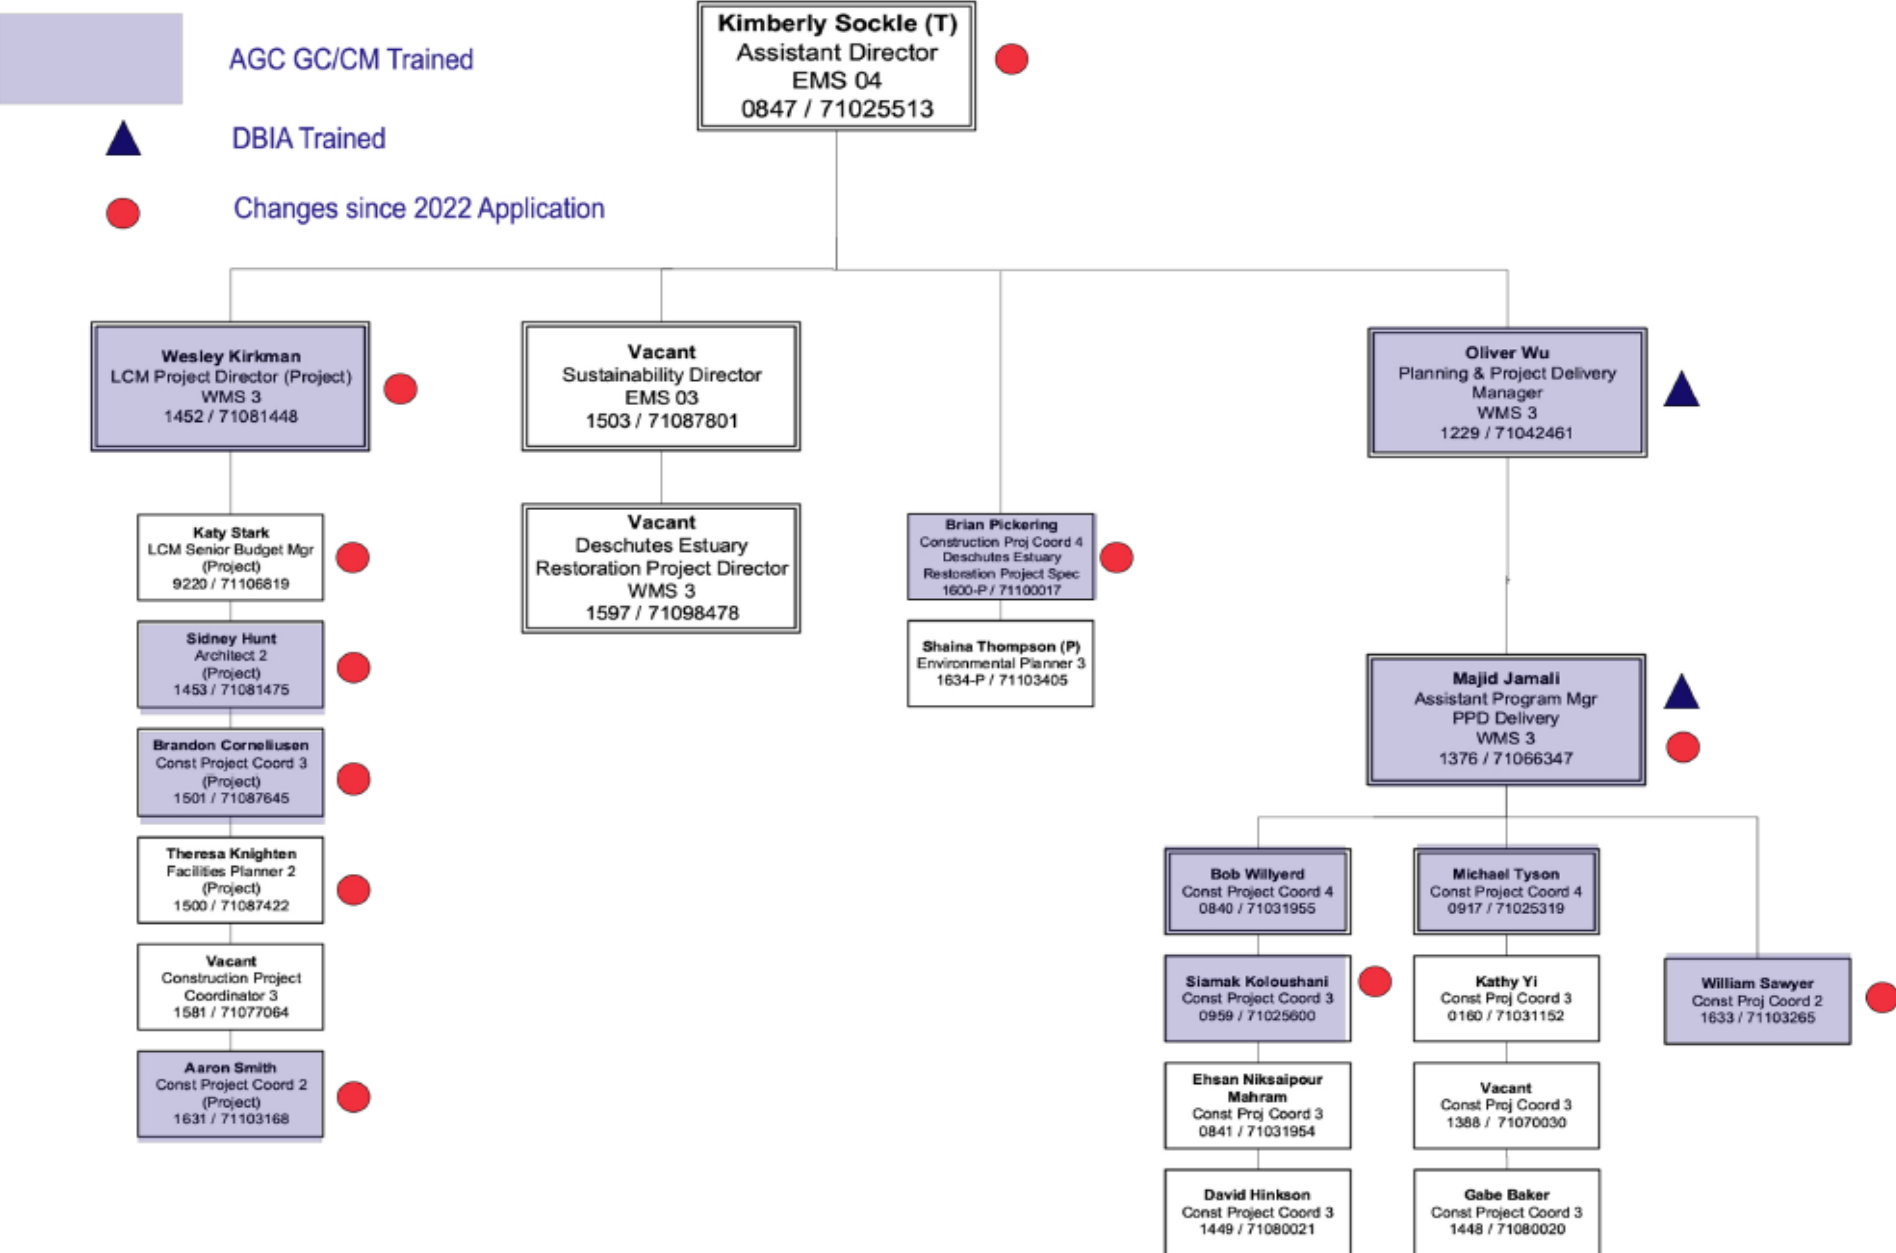 Kimberly Sockle (T)
Assistant Director
EMS 04
0847 / 71025513
AGC GC/CM Trained
DBIA Trained
Changes since 2022 Application
Wesley Kirkman
LCM Project Director (Project)
WMS 3
1452 / 71081448
Vacant
Sustainability Director
EMS 03
1503 / 71087801
Oliver Wu
Planning & Project Delivery
Manager
WMS 3
1229 / 71042461
Katy Stark
LCM Senior Budget Mgr
(Project)
9220 / 71106819
Sidney Hunt
Architect 2
(Project)
1453 / 71081475
Brandon Corneliusen
Const Project Coord 3
(Project)
1501 / 71087645
Theresa Knighten
Facilities Planner 2
(Project)
1500 / 71087422
Vacant
Construction Project
Coordinator 3
1581 / 71077064
Aaron Smith
Const Project Coord 2
(Project)
1631 / 71103168
Vacant
Deschutes Estuary
Restoration Project Director
WMS 3
1597 / 71098478
Brian Pickering
Construction Proj Coord 4
Deschutes Estuary
Restoration Project Spec
1600-P / 71100017
Shaina Thompson (P)
Environmental Planner 3
1634-P / 71103405
Majid Jamali
Assistant Program Mgr
PPD Delivery
WMS 3
1376 / 71066347
Bob Willyerd
Const Project Coord 4
0840 / 71031955
Siamak Koloushani
Const Project Coord 3
0959 / 71025600
Ehsan Niksaipour
Mahram
Const Proj Coord 3
0841 / 71031954
David Hinkson
Const Project Coord 3
1449 / 71080021
Michael Tyson
Const Project Coord 4
0917 / 71025319
Kathy Yi
Const Proj Coord 3
0160 / 71031152
Vacant
Const Proj Coord 3
1388 / 71070030
Gabe Baker
Const Project Coord 3
1448 / 71080020
William Sawyer
Const Proj Coord 2
1633 / 71103265